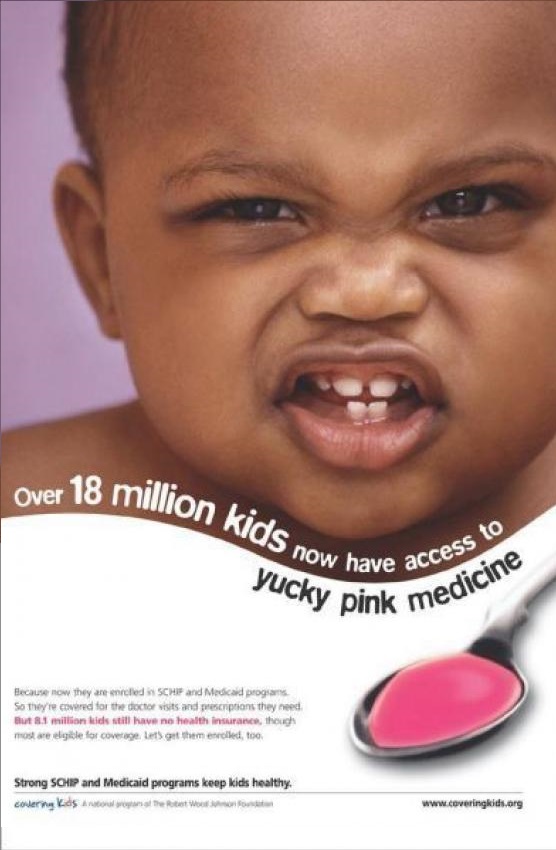 Over 18 million kids now have access to
yucky pink medicine
Because now they are enrolled in SCHIP and Medicaid programs.
So they're covered for the doctor visits and prescriptions they need.
But 8.1 million kids still have no health insurance, though
most are eligible for coverage. Let's get them enrolled, too.
Strong SCHIP and Medicaid programs keep kids healthy.
covering kids A national program of The Robert Wood Johnson Foundation
www.coveringkids.org